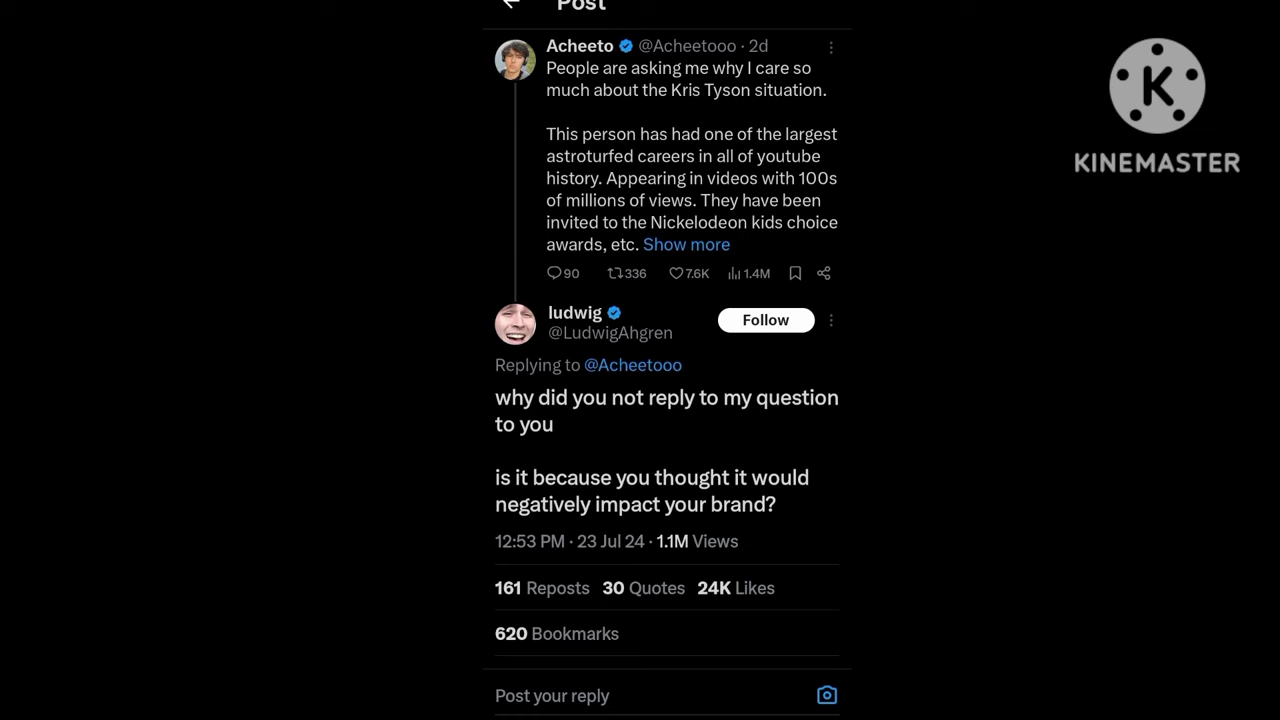 Post
Acheeto @Acheetooo · 2d
People are asking me why I care so
much about the Kris Tyson situation.
This person has had one of the largest
astroturfed careers in all of youtube
history. Appearing in videos with 100s
of millions of views. They have been
invited to the Nickelodeon kids choice
awards, etc. Show more
90 336 7.6K 1.4M
ludwig
@LudwigAhgren
Follow
Replying to @Acheetooo
why did you not reply to my question
to you
is it because you thought it would
negatively impact your brand?
12:53 PM · 23 Jul 24 · 1.1M Views
161 Reposts 30 Quotes 24K Likes
620 Bookmarks
Post your reply
K
KINEMASTER